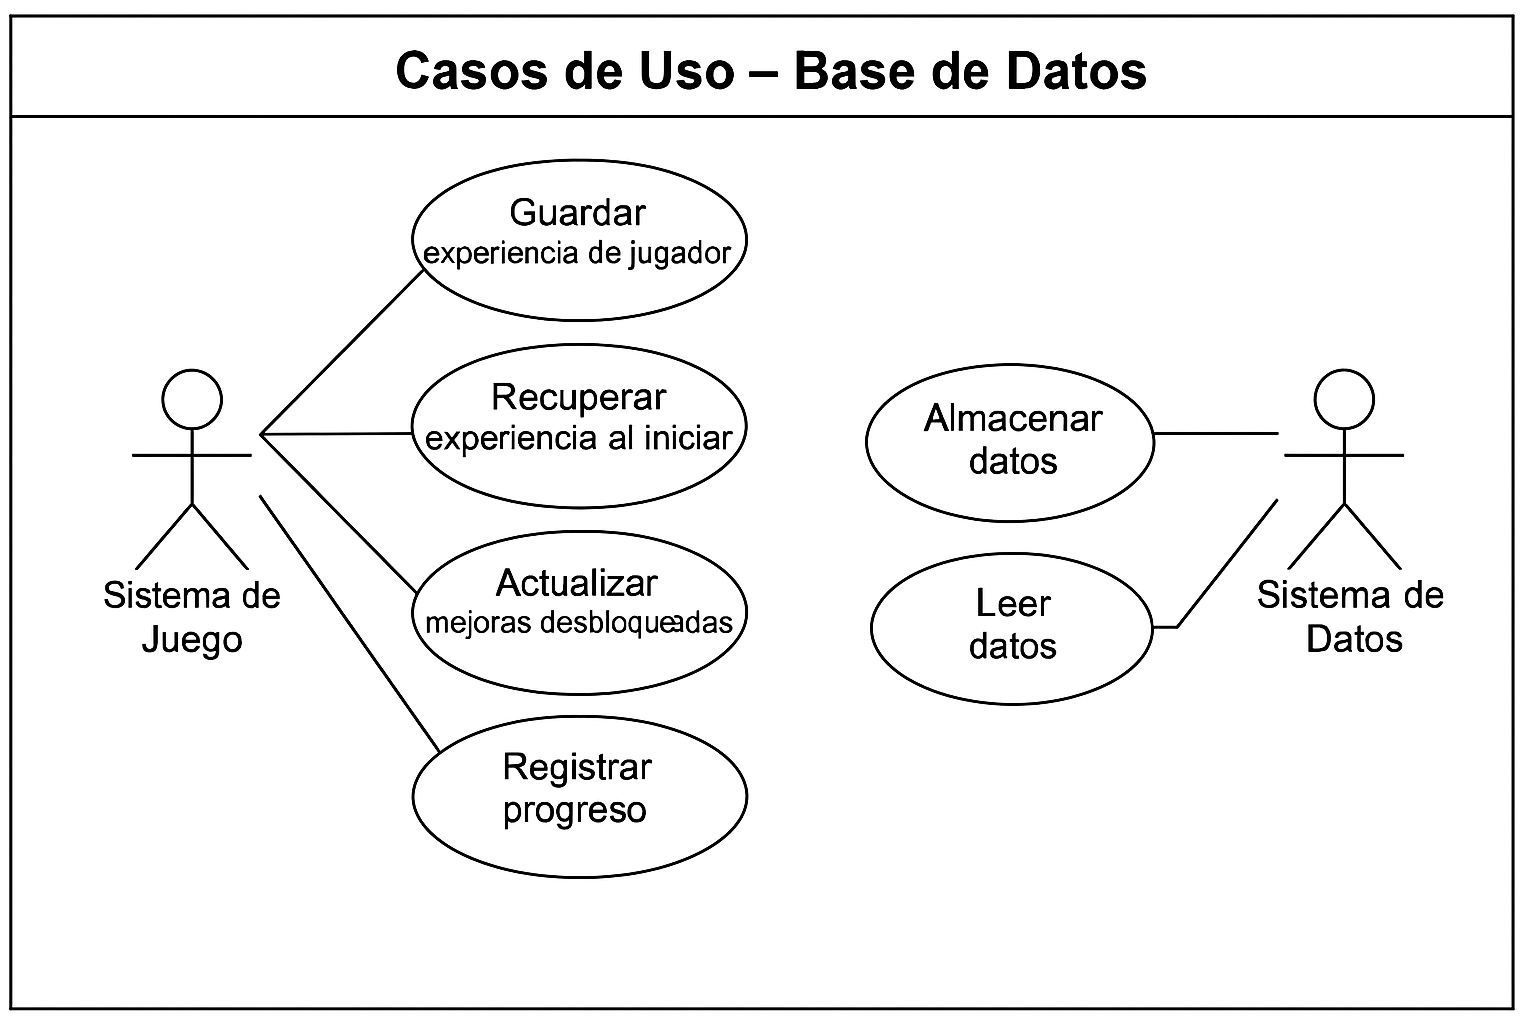 Casos de Uso – Base de Datos
Guardar
experiencia de jugador
Recuperar
experiencia al iniciar
Actualizar
mejoras desbloqueadas
Registrar
progreso
Sistema de
Juego
Almacenar
datos
Leer
datos
Sistema de
Datos